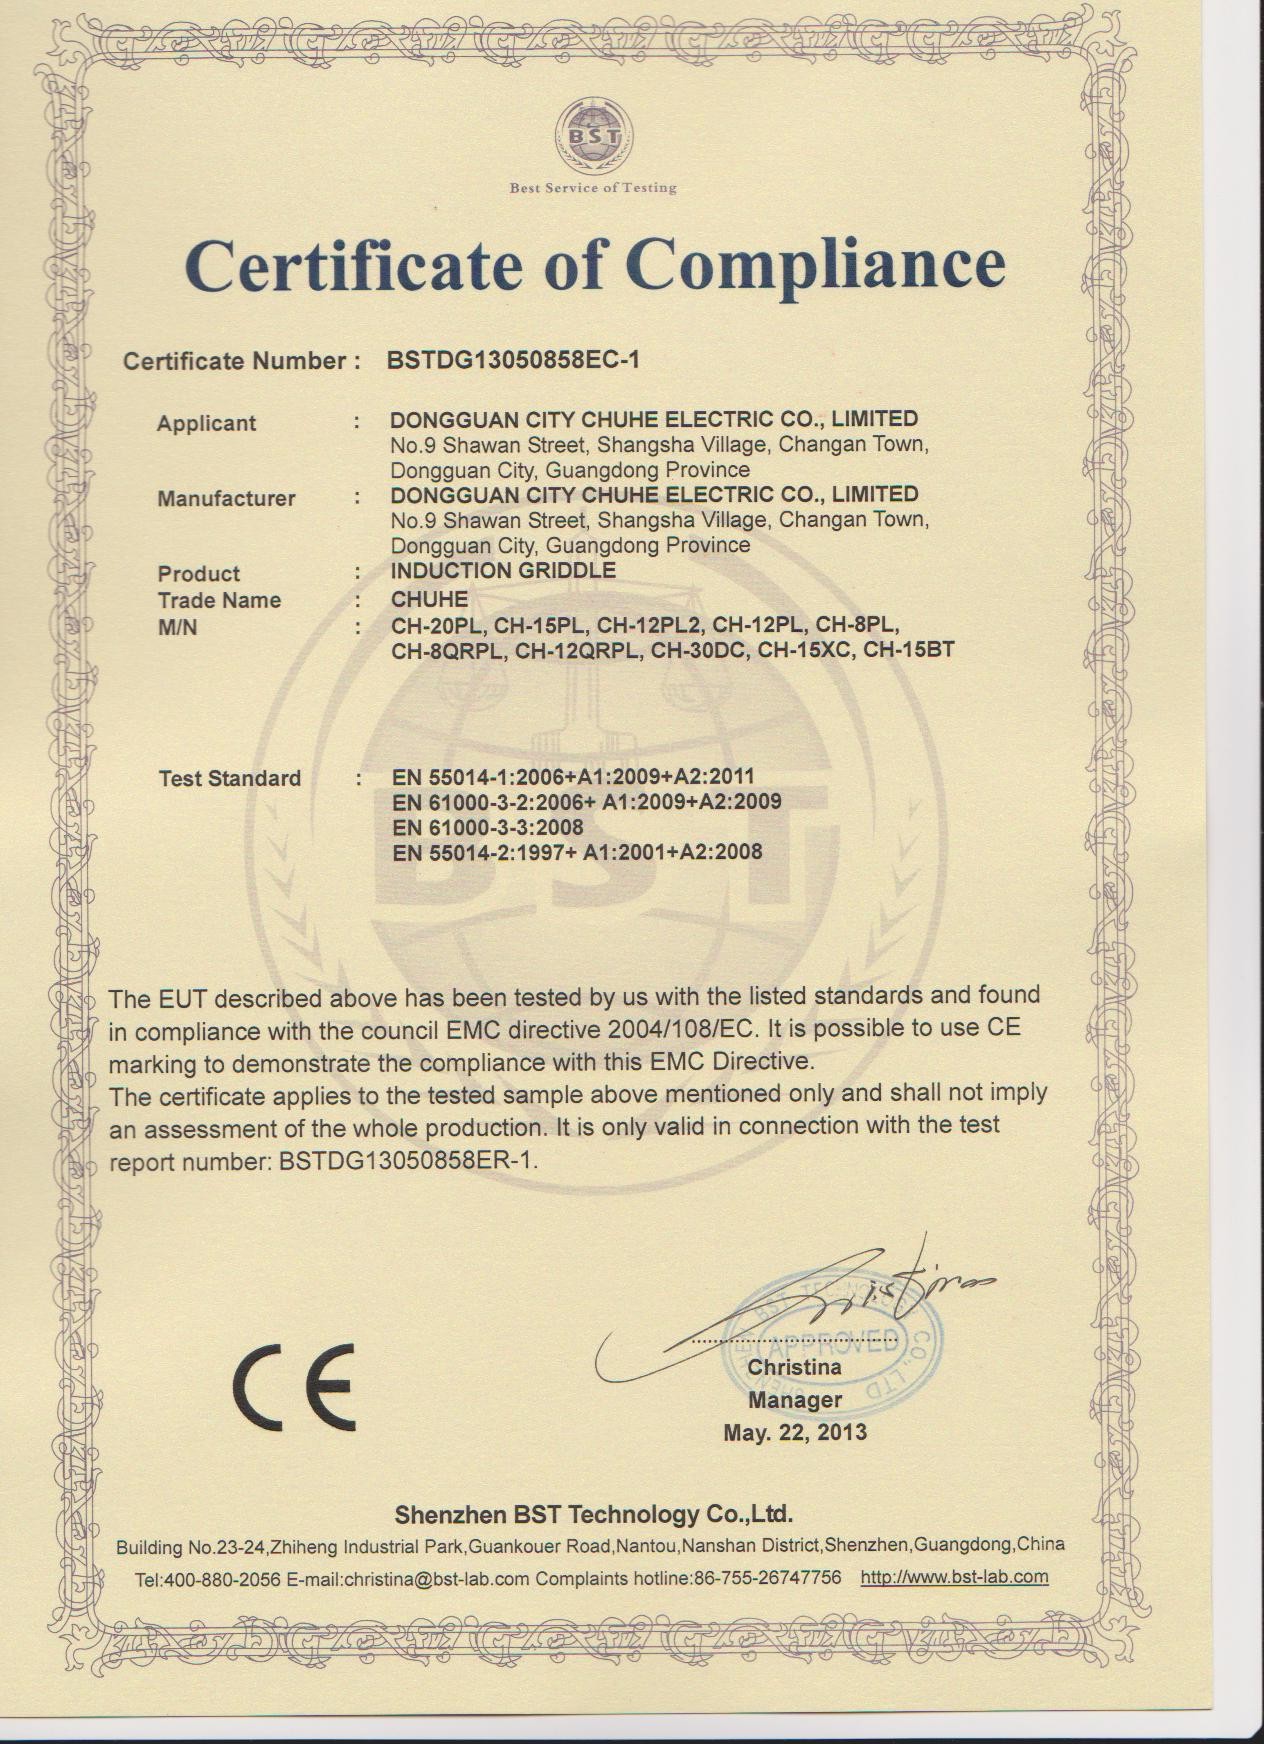 BST
Best Service of Testing
Certificate of Compliance
Certificate Number : BSTDG13050858EC-1
Applicant : DONGGUAN CITY CHUHE ELECTRIC CO., LIMITED
No.9 Shawan Street, Shangsha Village, Changan Town,
Dongguan City, Guangdong Province
Manufacturer : DONGGUAN CITY CHUHE ELECTRIC CO., LIMITED
No.9 Shawan Street, Shangsha Village, Changan Town,
Dongguan City, Guangdong Province
Product : INDUCTION GRIDDLE
Trade Name : CHUHE
M/N : CH-20PL, CH-15PL, CH-12PL2, CH-12PL, CH-8PL,
CH-8QRPL, CH-12QRPL, CH-30DC, CH-15XC, CH-15BT
Test Standard : EN 55014-1:2006+A1:2009+A2:2011
EN 61000-3-2:2006+ A1:2009+A2:2009
EN 61000-3-3:2008
EN 55014-2:1997+ A1:2001+A2:2008
BST
The EUT described above has been tested by us with the listed standards and found
in compliance with the council EMC directive 2004/108/EC. It is possible to use CE
marking to demonstrate the compliance with this EMC Directive.
The certificate applies to the tested sample above mentioned only and shall not imply
an assessment of the whole production. It is only valid in connection with the test
report number: BSTDG13050858ER-1.
CE
SHENZHEN BST TECHNOLOGY CO., LTD
APPROVED
Christina
Manager
May. 22, 2013
Shenzhen BST Technology Co.,Ltd.
Building No.23-24,Zhiheng Industrial Park,Guankouer Road,Nantou,Nanshan District,Shenzhen,Guangdong,China
Tel:400-880-2056 E-mail:christina@bst-lab.com Complaints hotline:86-755-26747756 http://www.bst-lab.com